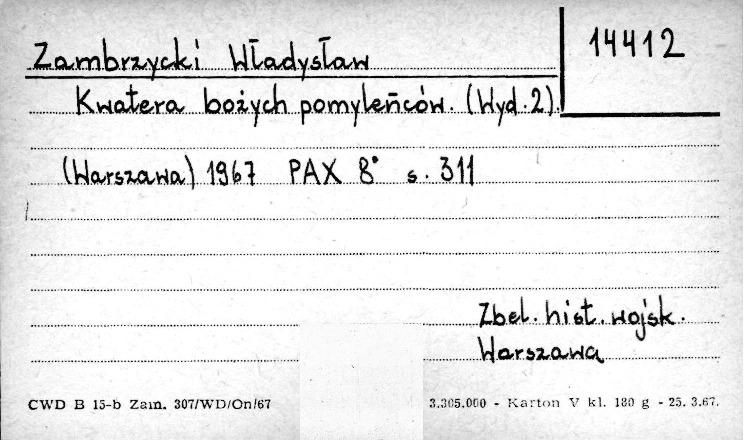 14412
Zambrzycki Władysław
Kwatera bożych pomyleńców. (Wyd. 2).
(Warszawa) 1967 PAX 8° s. 311
Zbel. hist. wojsk.
Warszawa
CWD B 15-b Zam. 307/WD/On/67
3.305.000 - Karton V kl. 180 g - 25. 3.67.